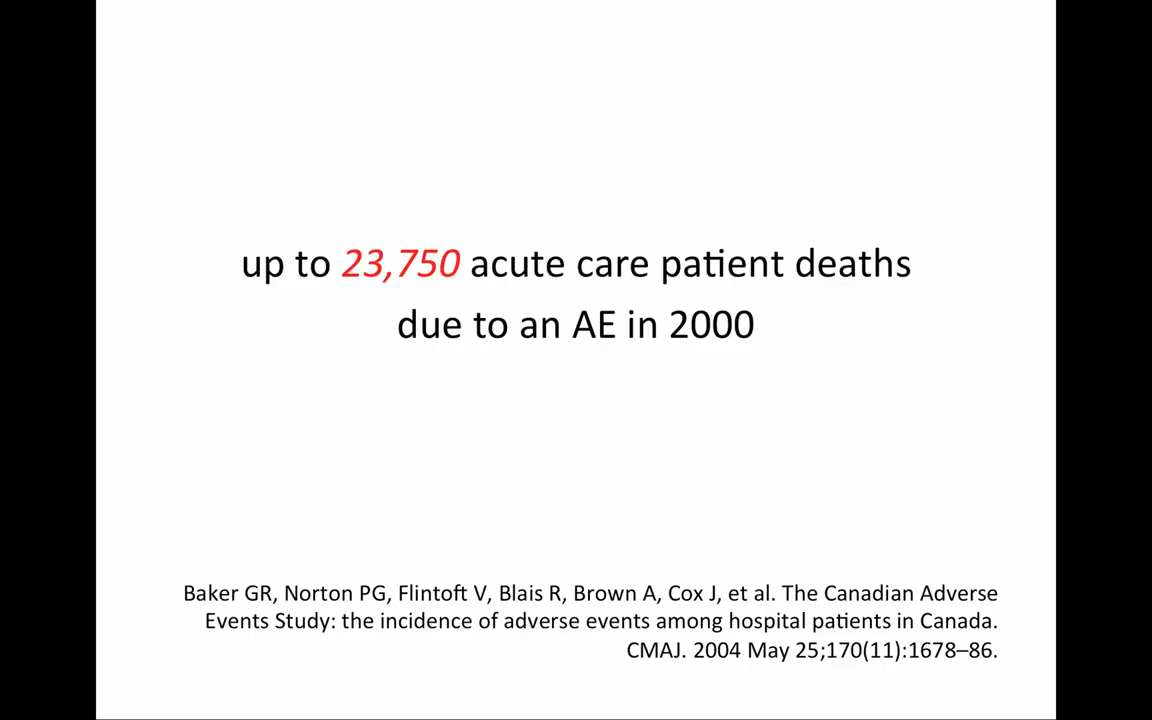 up to 23,750 acute care patient deaths
due to an AE in 2000
Baker GR, Norton PG, Flintoft V, Blais R, Brown A, Cox J, et al. The Canadian Adverse
Events Study: the incidence of adverse events among hospital patients in Canada.
CMAJ. 2004 May 25;170(11):1678–86.